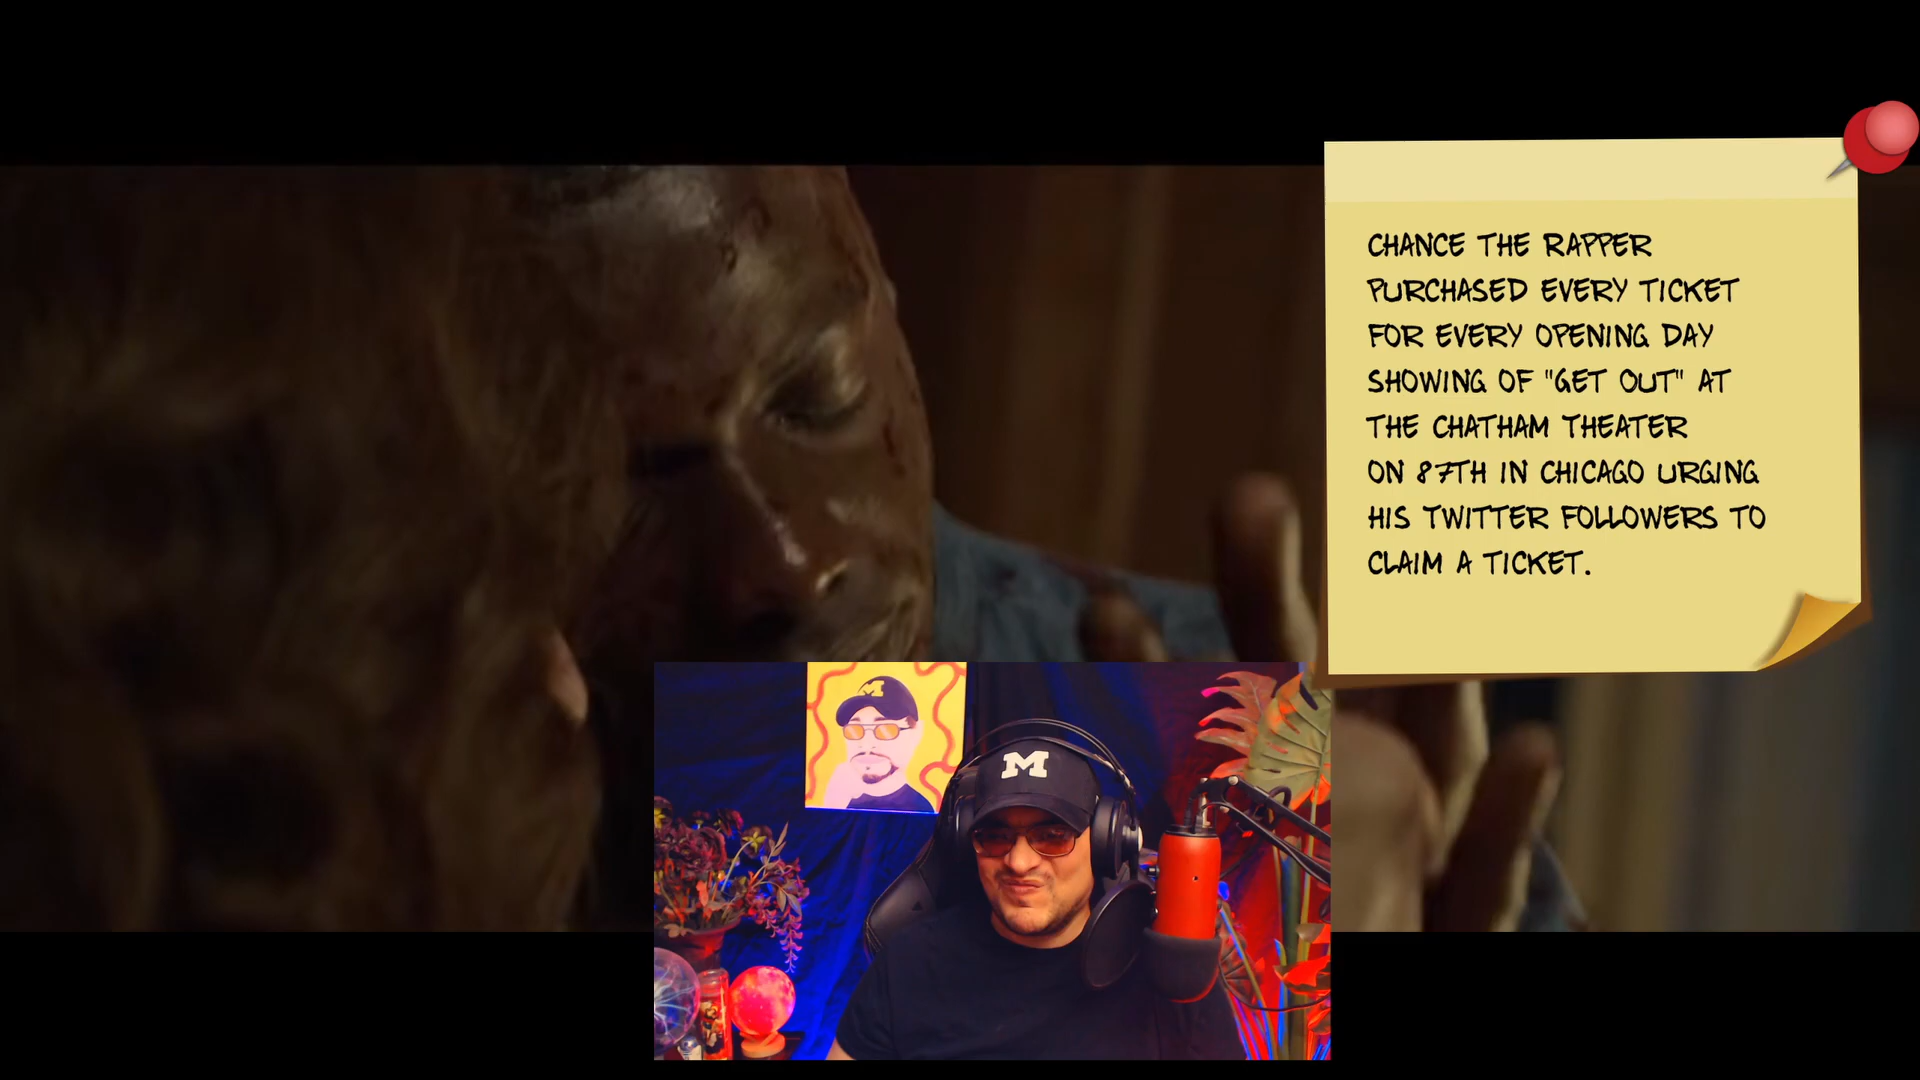 CHANCE THE RAPPER
PURCHASED EVERY TICKET
FOR EVERY OPENING DAY
SHOWING OF "GET OUT" AT
THE CHATHAM THEATER
ON 87TH IN CHICAGO URGING
HIS TWITTER FOLLOWERS TO
CLAIM A TICKET.
M
M